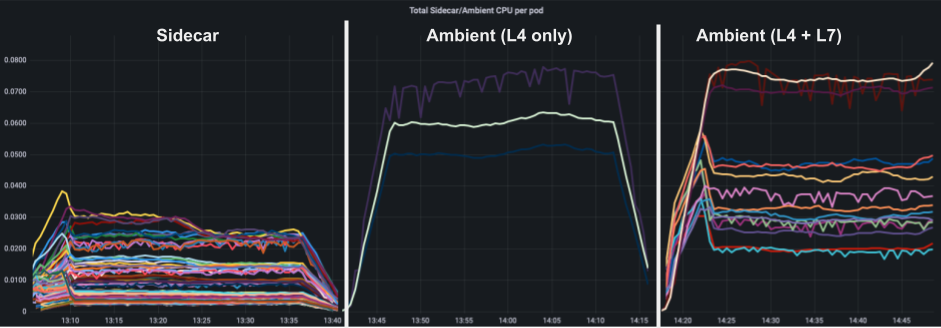 Total Sidecar/Ambient CPU per pod
Sidecar
Ambient (L4 only)
Ambient (L4 + L7)
0.0800
0.0700
0.0600
0.0500
0.0400
0.0300
0.0200
0.0100
0
13:10 13:15 13:20 13:25 13:30 13:35 13:40
13:45 13:50 13:55 14:00 14:05 14:10 14:15
14:20 14:25 14:30 14:35 14:40 14:45